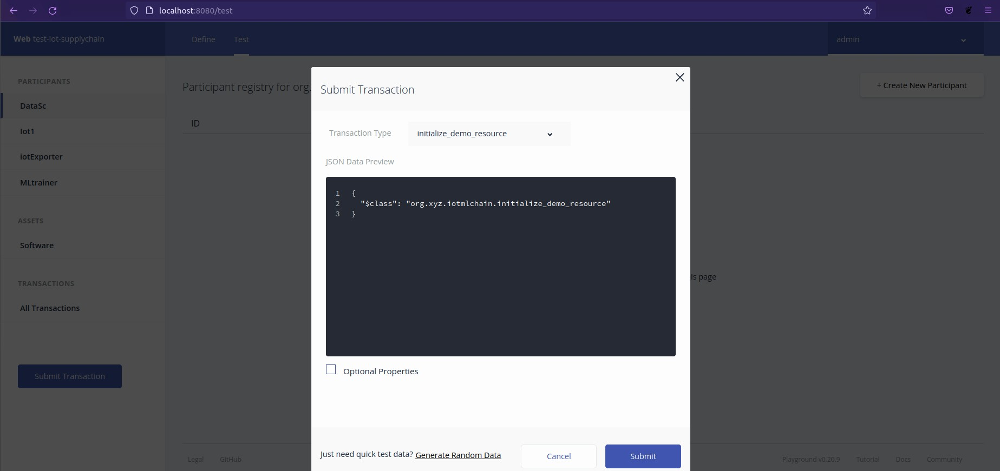 localhost:8080/test
Web test-iot-supplychain
Define
Test
admin
PARTICIPANTS
DataSc
Iot1
iotExporter
MLtrainer
ASSETS
Software
TRANSACTIONS
All Transactions
Submit Transaction
Participant registry for org.
+ Create New Participant
ID
is page
Submit Transaction
Transaction Type
initialize_demo_resource
JSON Data Preview
1 {
2 "$class": "org.xyz.iotmlchain.initialize_demo_resource"
3 }
Optional Properties
Just need quick test data? Generate Random Data
Cancel
Submit
Legal
GitHub
Playground v0.20.9
Tutorial
Docs
Community